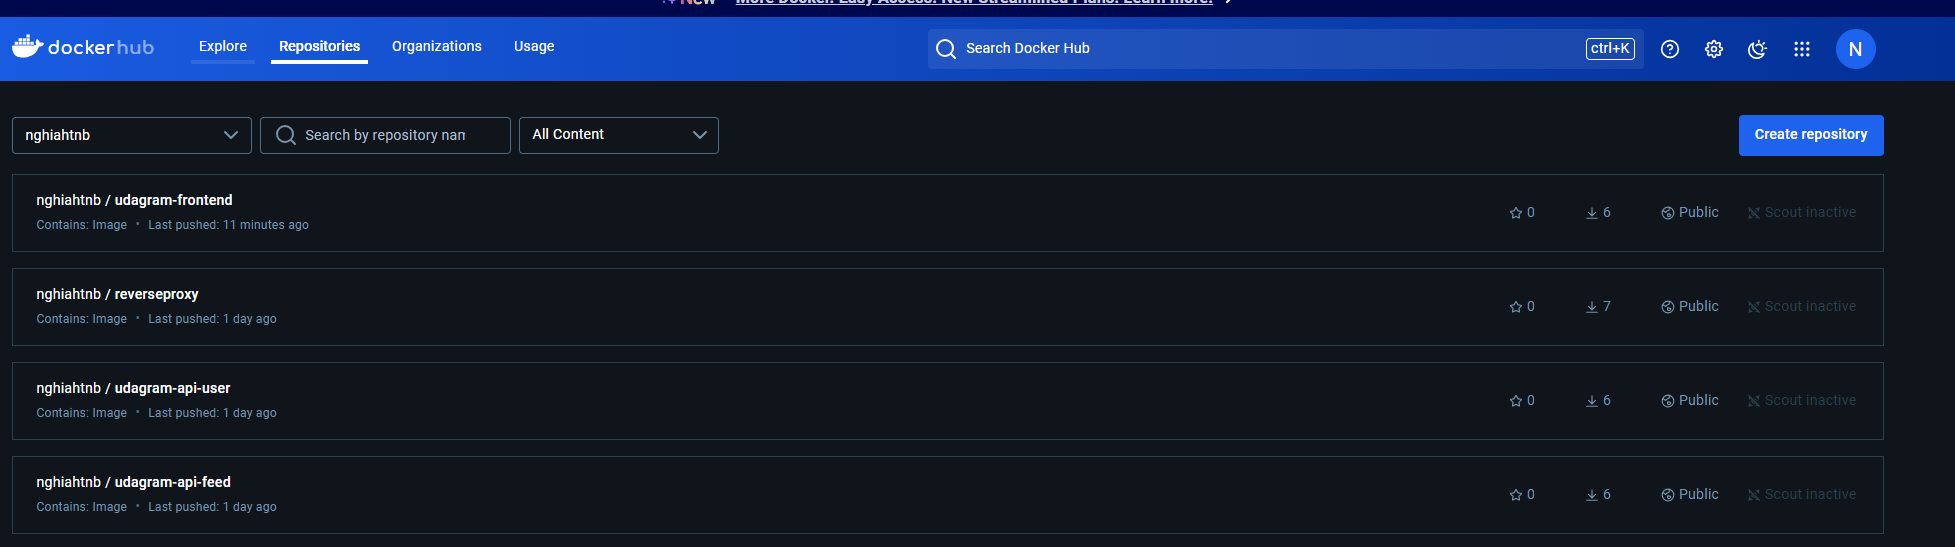 New More Docker. Easy Access. New Streamlined Plans. Learn more.
docker hub Explore Repositories Organizations Usage Search Docker Hub ctrl+K N
nghiahtnb Search by repository nan All Content Create repository
nghiahtnb / udagram-frontend
Contains: Image • Last pushed: 11 minutes ago
0 6 Public Scout inactive
nghiahtnb / reverseproxy
Contains: Image • Last pushed: 1 day ago
0 7 Public Scout inactive
nghiahtnb / udagram-api-user
Contains: Image • Last pushed: 1 day ago
0 6 Public Scout inactive
nghiahtnb / udagram-api-feed
Contains: Image • Last pushed: 1 day ago
0 6 Public Scout inactive